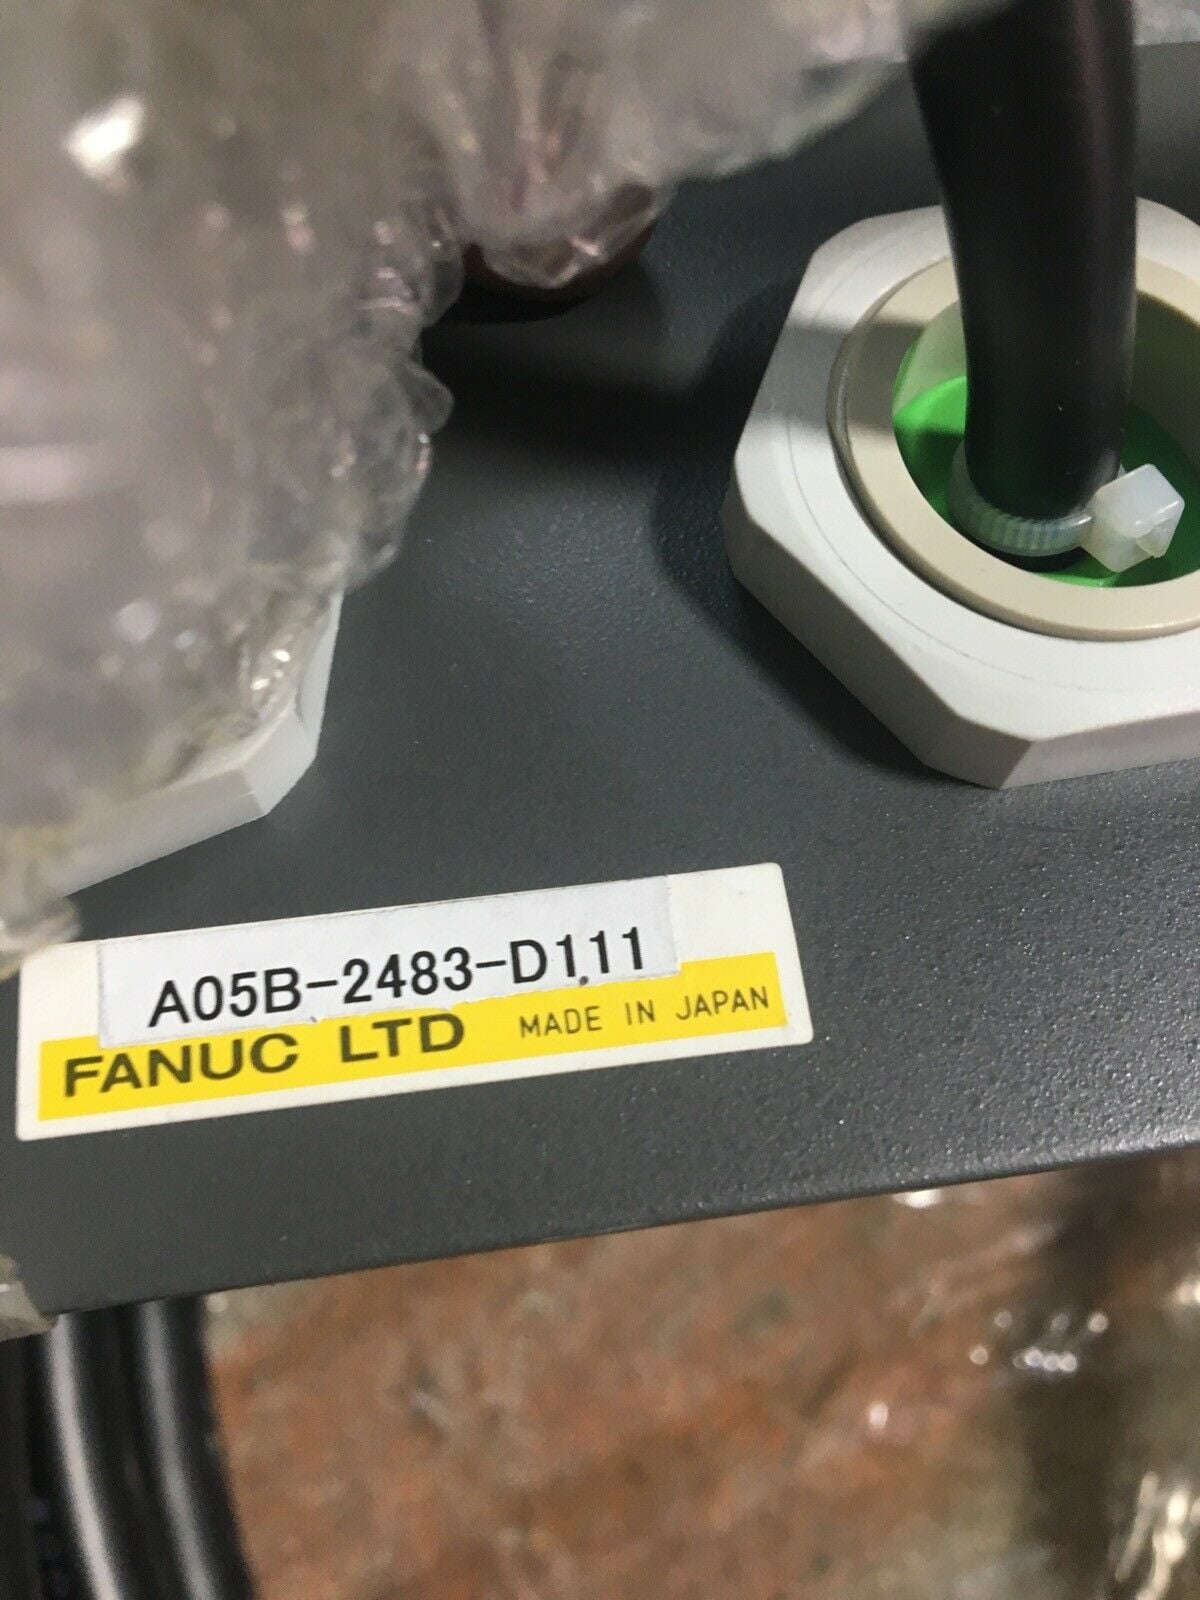 A05B-2483-D111
FANUC LTD MADE IN JAPAN